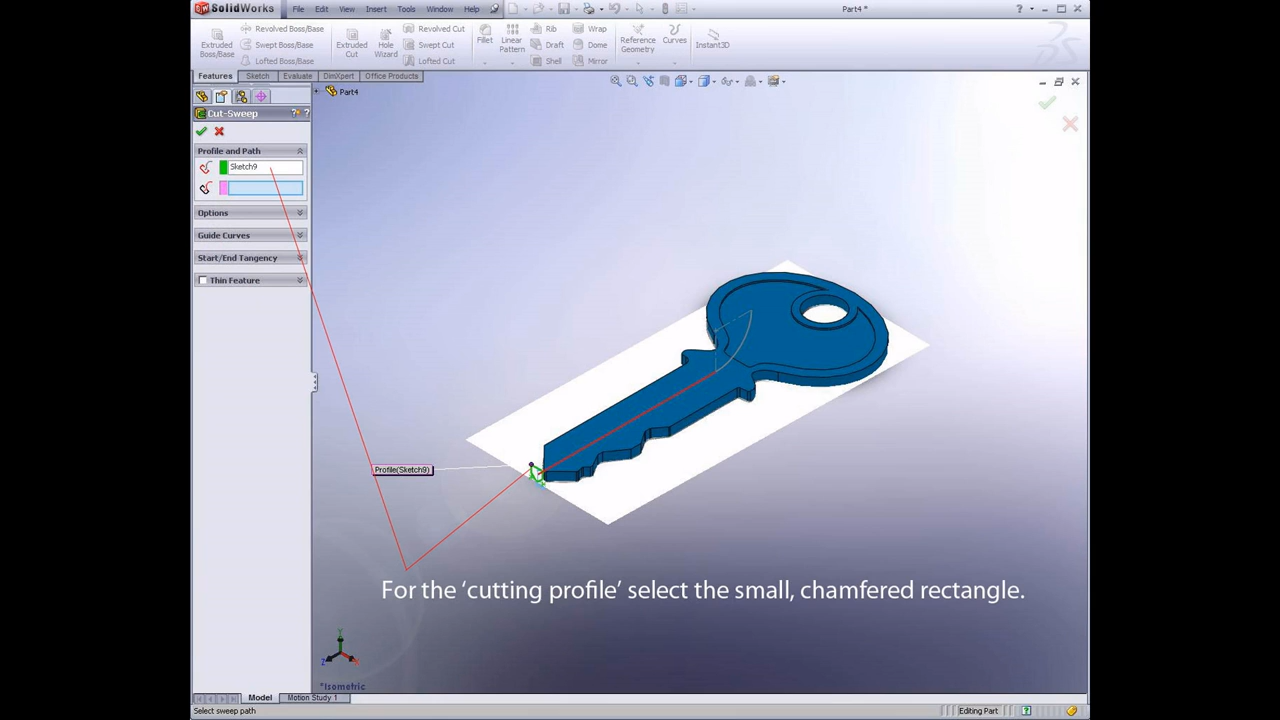 SolidWorks File Edit View Insert Tools Window Help Part4 *
Extruded Boss/Base
Revolved Boss/Base
Swept Boss/Base
Lofted Boss/Base
Extruded Cut
Hole Wizard
Revolved Cut
Swept Cut
Lofted Cut
Fillet
Linear Pattern
Rib
Draft
Shell
Wrap
Dome
Mirror
Reference Geometry
Curves
Instant3D
Features Sketch Evaluate DimXpert Office Products
Part4
Cut-Sweep
Profile and Path
Sketch9
Options
Guide Curves
Start/End Tangency
Thin Feature
Profile(Sketch9)
For the ‘cutting profile’ select the small, chamfered rectangle.
Y
Z X
*Isometric
Model Motion Study 1
Select sweep path Editing Part